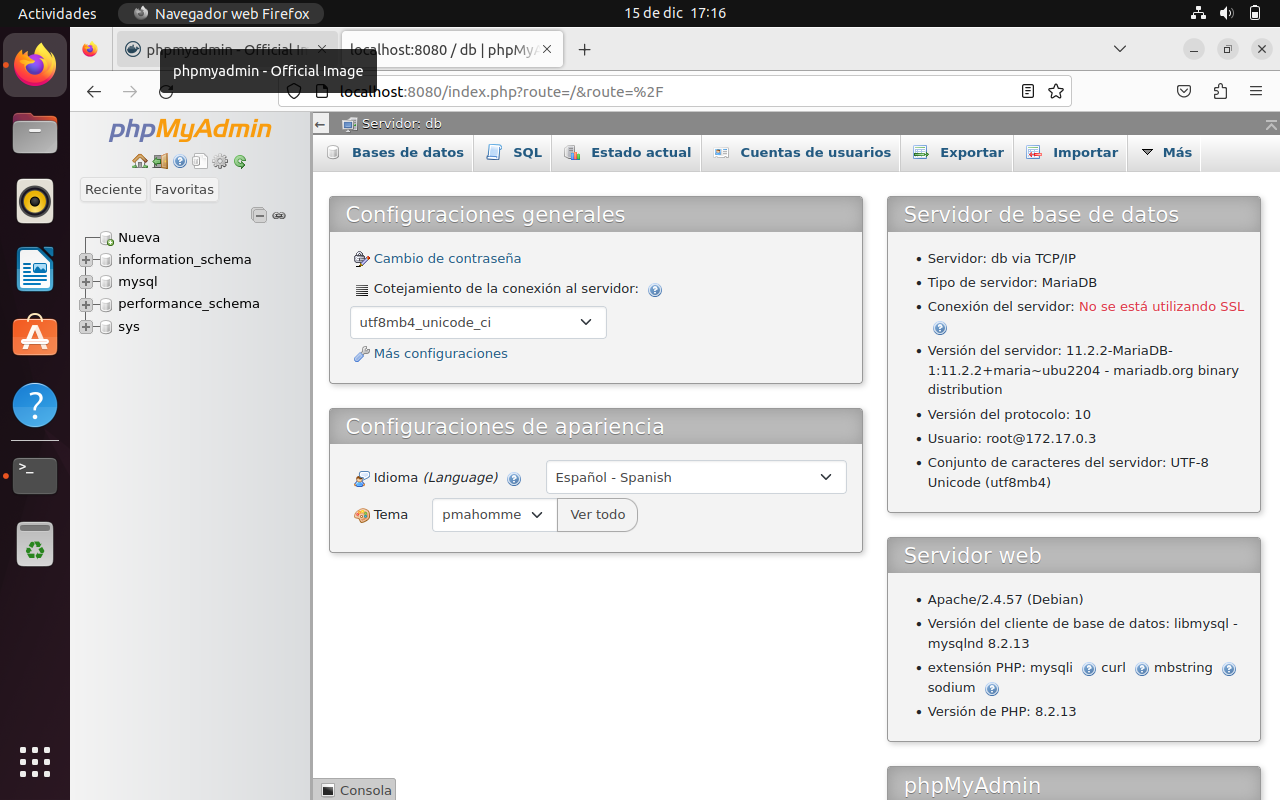 Actividades
Navegador web Firefox
15 de dic 17:16
phpmyadmin - Official In
localhost:8080 / db | phpMyA
phpmyadmin - Official Image
localhost:8080/index.php?route=/&route=%2F
phpMyAdmin
Reciente
Favoritas
Nueva
information_schema
mysql
performance_schema
sys
Servidor: db
Bases de datos
SQL
Estado actual
Cuentas de usuarios
Exportar
Importar
Más
Configuraciones generales
Cambio de contraseña
Cotejamiento de la conexión al servidor:
utf8mb4_unicode_ci
Más configuraciones
Configuraciones de apariencia
Idioma (Language)
Español - Spanish
Tema
pmahomme
Ver todo
Servidor de base de datos
• Servidor: db via TCP/IP
• Tipo de servidor: MariaDB
• Conexión del servidor: No se está utilizando SSL
• Versión del servidor: 11.2.2-MariaDB-
1:11.2.2+maria~ubu2204 - mariadb.org binary
distribution
• Versión del protocolo: 10
• Usuario: root@172.17.0.3
• Conjunto de caracteres del servidor: UTF-8
Unicode (utf8mb4)
Servidor web
• Apache/2.4.57 (Debian)
• Versión del cliente de base de datos: libmysql -
mysqlnd 8.2.13
• extensión PHP: mysqli curl mbstring
sodium
• Versión de PHP: 8.2.13
phpMyAdmin
Consola